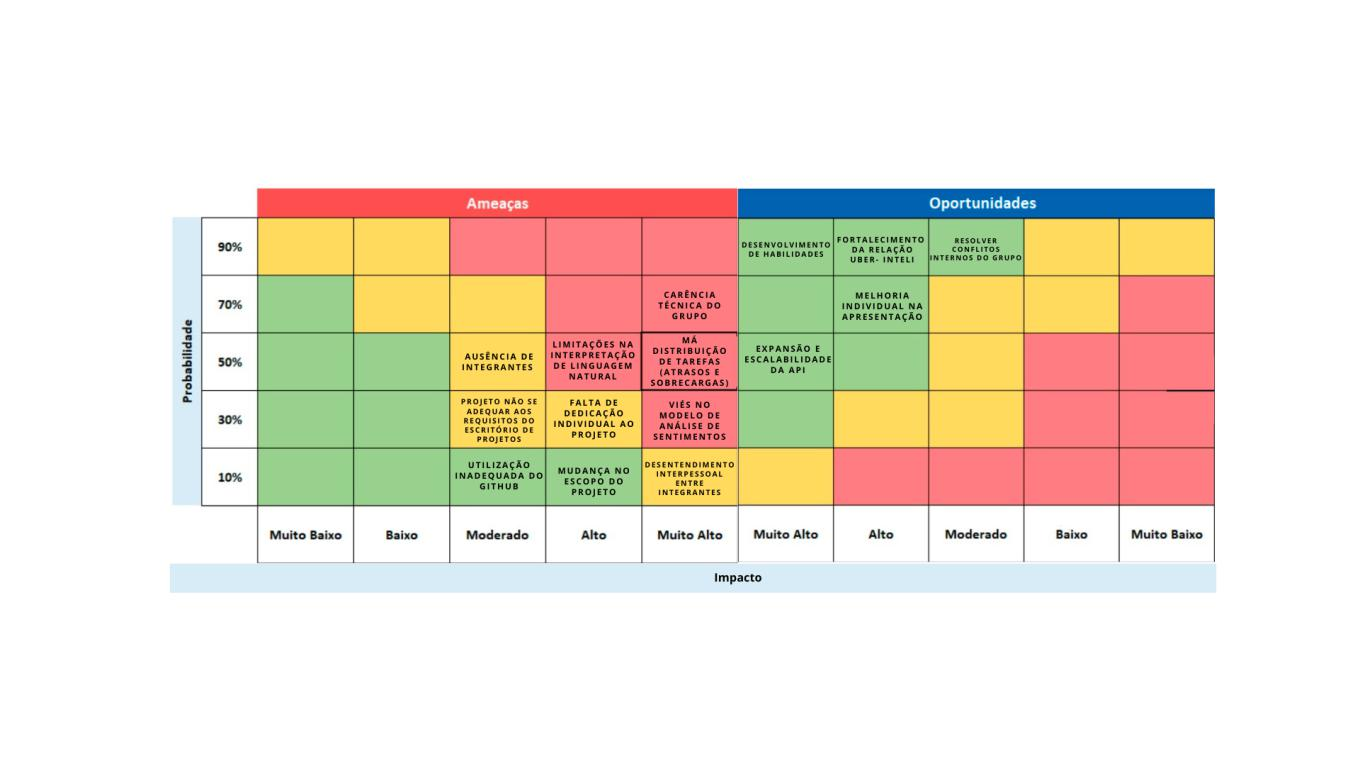 Ameaças
Oportunidades
Probabilidade
90%
DESENVOLVIMENTO
DE HABILIDADES
FORTALECIMENTO
DA RELAÇÃO
UBER- INTELI
RESOLVER
CONFLITOS
INTERNOS DO GRUPO
70%
CARÊNCIA
TÉCNICA DO
GRUPO
MELHORIA
INDIVIDUAL NA
APRESENTAÇÃO
50%
AUSÊNCIA DE
INTEGRANTES
LIMITAÇÕES NA
INTERPRETAÇÃO
DE LINGUAGEM
NATURAL
MÁ
DISTRIBUIÇÃO
DE TAREFAS
(ATRASOS E
SOBRECARGAS)
EXPANSÃO E
ESCALABILIDADE
DA API
30%
PROJETO NÃO SE
ADEQUAR AOS
REQUISITOS DO
ESCRITÓRIO DE
PROJETOS
FALTA DE
DEDICAÇÃO
INDIVIDUAL AO
PROJETO
VIÉS NO
MODELO DE
ANÁLISE DE
SENTIMENTOS
10%
UTILIZAÇÃO
INADEQUADA DO
GITHUB
MUDANÇA NO
ESCOPO DO
PROJETO
DESENTENDIMENTO
INTERPESSOAL
ENTRE
INTEGRANTES
Muito Baixo
Baixo
Moderado
Alto
Muito Alto
Muito Alto
Alto
Moderado
Baixo
Muito Baixo
Impacto